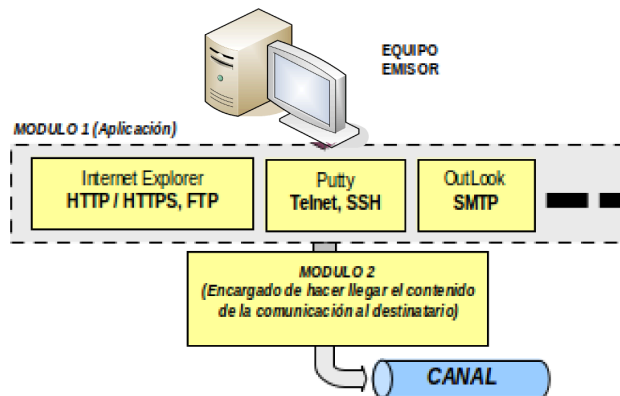 EQUIPO
EMISOR
MODULO 1 (Aplicación)
Internet Explorer
HTTP / HTTPS, FTP
Putty
Telnet, SSH
OutLook
SMTP
MODULO 2
(Encargado de hacer llegar el contenido
de la comunicación al destinatario)
CANAL